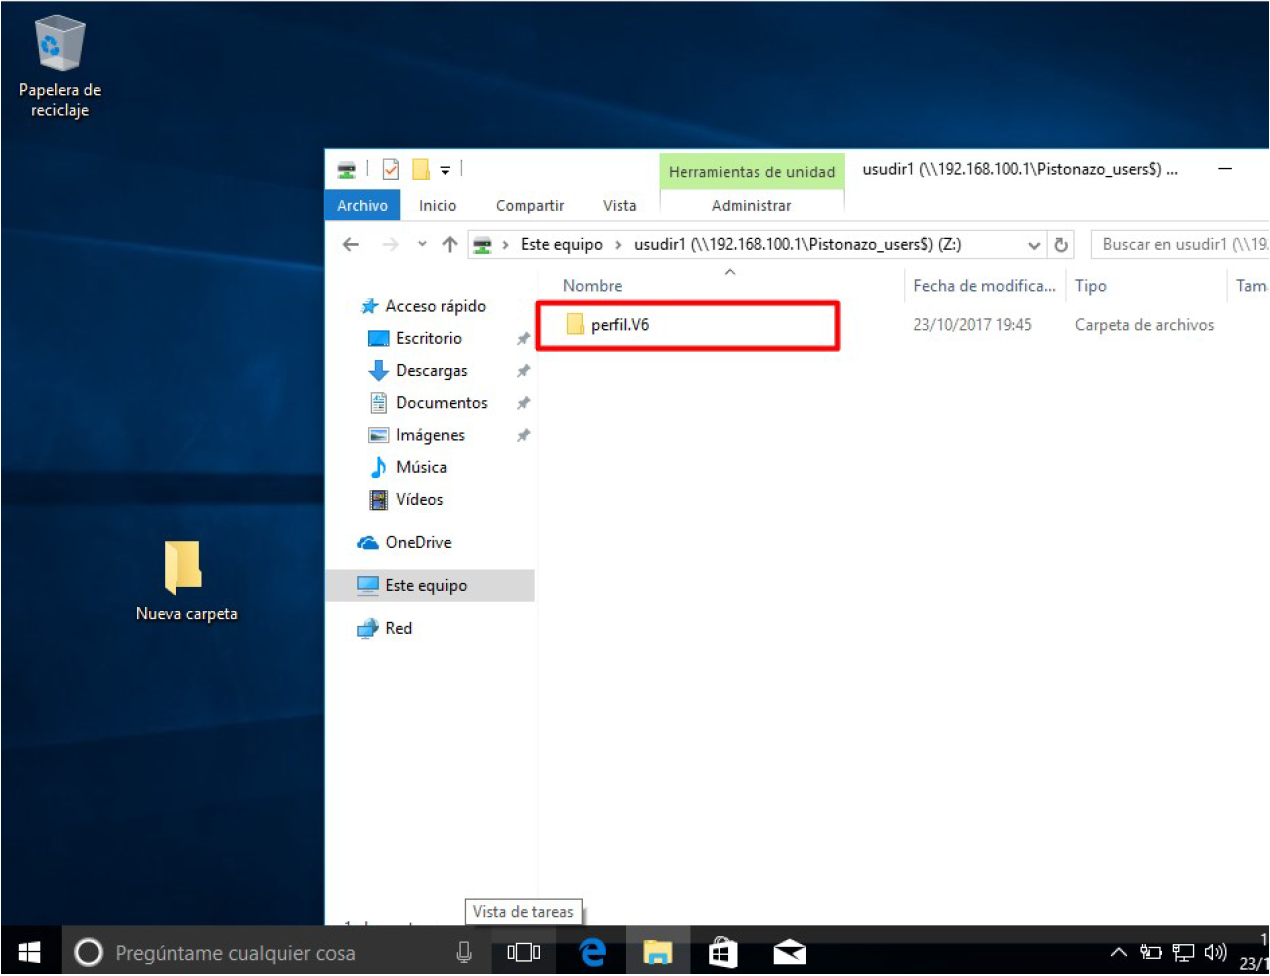 Papelera de
reciclaje
Herramientas de unidad
usudir1 (\\192.168.100.1\Pistonazo_users$) ...
Archivo
Inicio
Compartir
Vista
Administrar
Este equipo
usudir1 (\\192.168.100.1\Pistonazo_users$) (Z:)
Buscar en usudir1 (\\19
Nombre
Fecha de modifica...
Tipo
Tam
perfil.V6
23/10/2017 19:45
Carpeta de archivos
Acceso rápido
Escritorio
Descargas
Documentos
Imágenes
Música
Vídeos
OneDrive
Este equipo
Red
Nueva carpeta
Vista de tareas
Pregúntame cualquier cosa
1
23/1